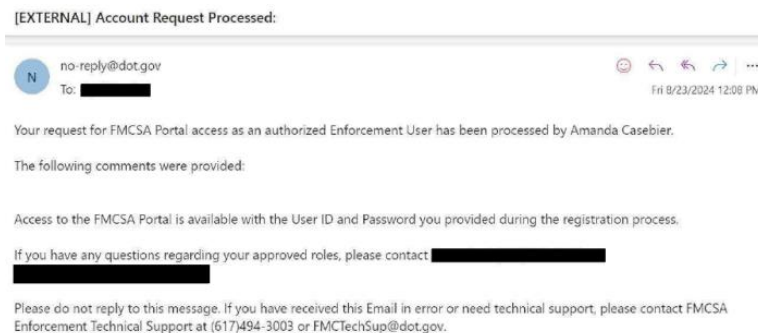 [EXTERNAL] Account Request Processed:
N
no-reply@dot.gov
To:
Fri 8/23/2024 12:08 PM
Your request for FMCSA Portal access as an authorized Enforcement User has been processed by Amanda Casebier.
The following comments were provided:
Access to the FMCSA Portal is available with the User ID and Password you provided during the registration process.
If you have any questions regarding your approved roles, please contact
Please do not reply to this message. If you have received this Email in error or need technical support, please contact FMCSA
Enforcement Technical Support at (617)494-3003 or FMCTechSup@dot.gov.